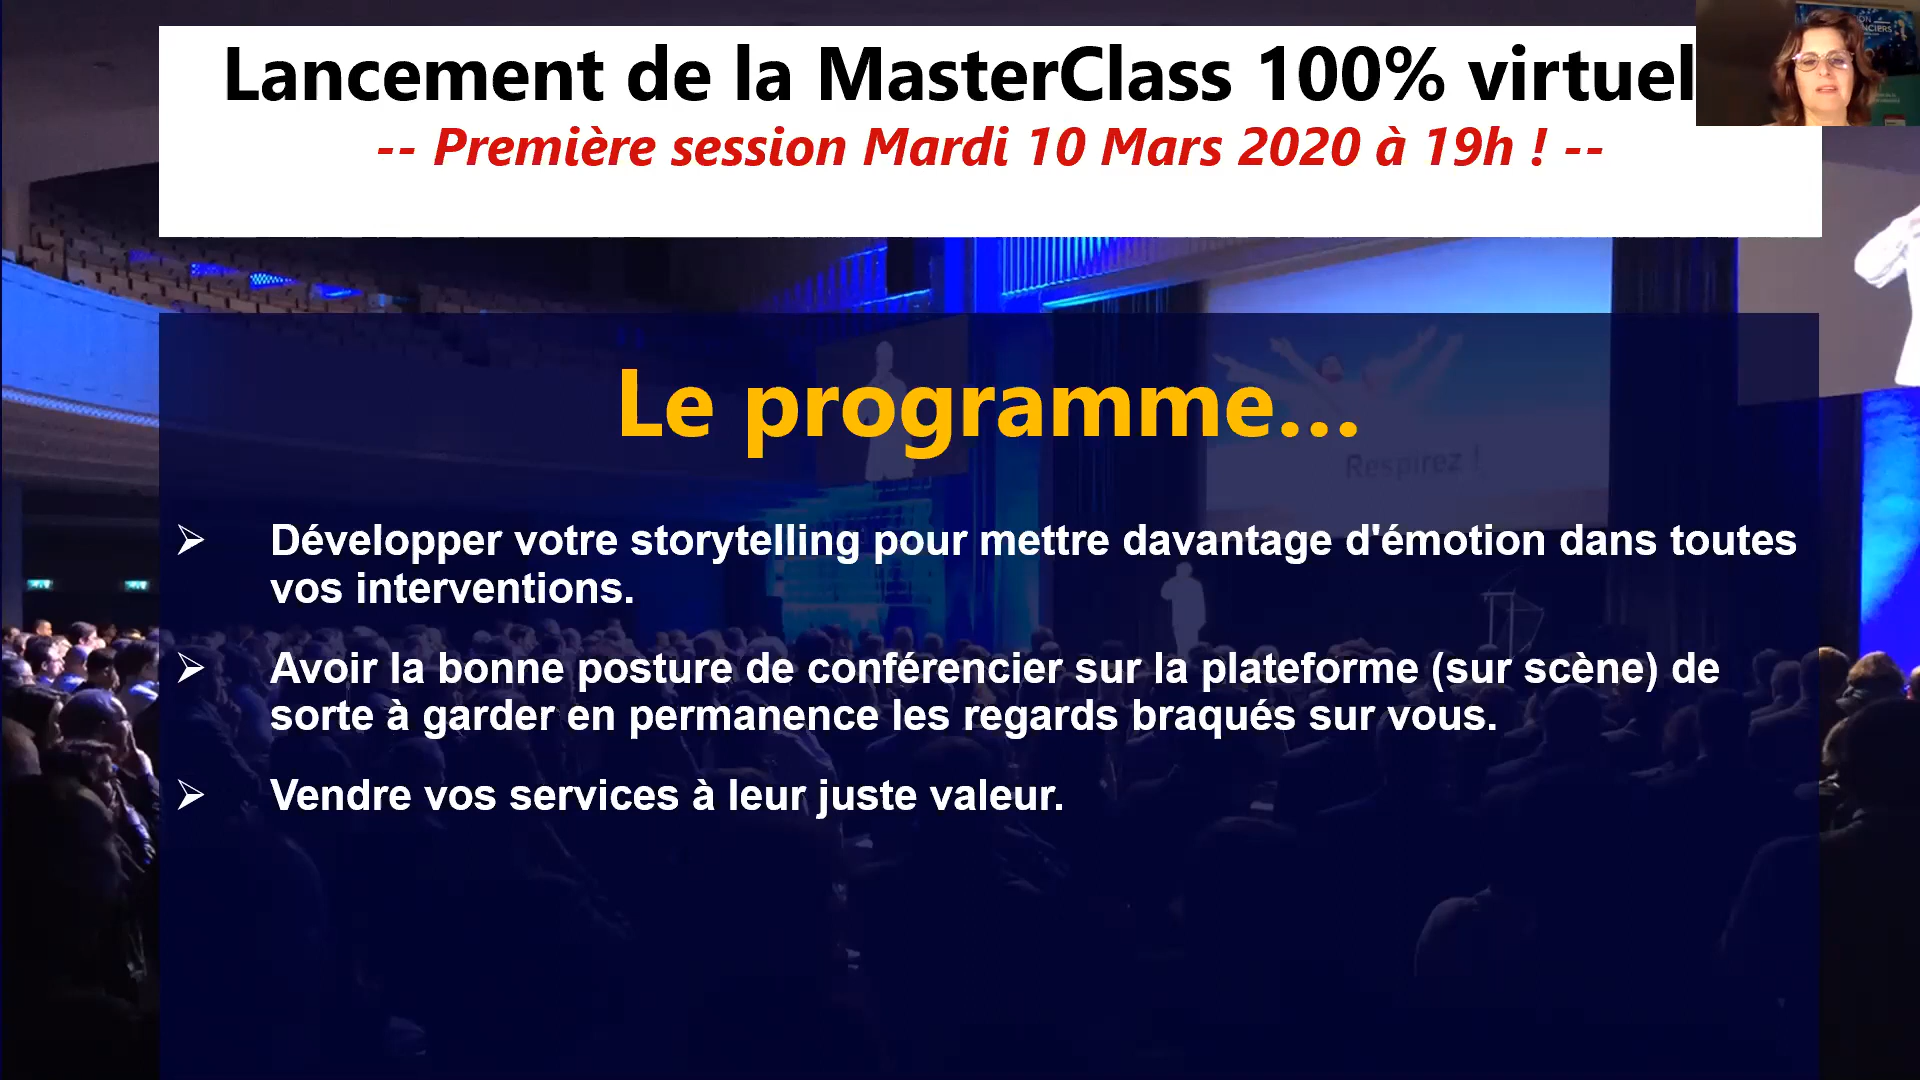 Lancement de la MasterClass 100% virtuel
-- Première session Mardi 10 Mars 2020 à 19h ! --
Le programme...
Respirez !
➢ Développer votre storytelling pour mettre davantage d'émotion dans toutes
vos interventions.
➢ Avoir la bonne posture de conférencier sur la plateforme (sur scène) de
sorte à garder en permanence les regards braqués sur vous.
➢ Vendre vos services à leur juste valeur.